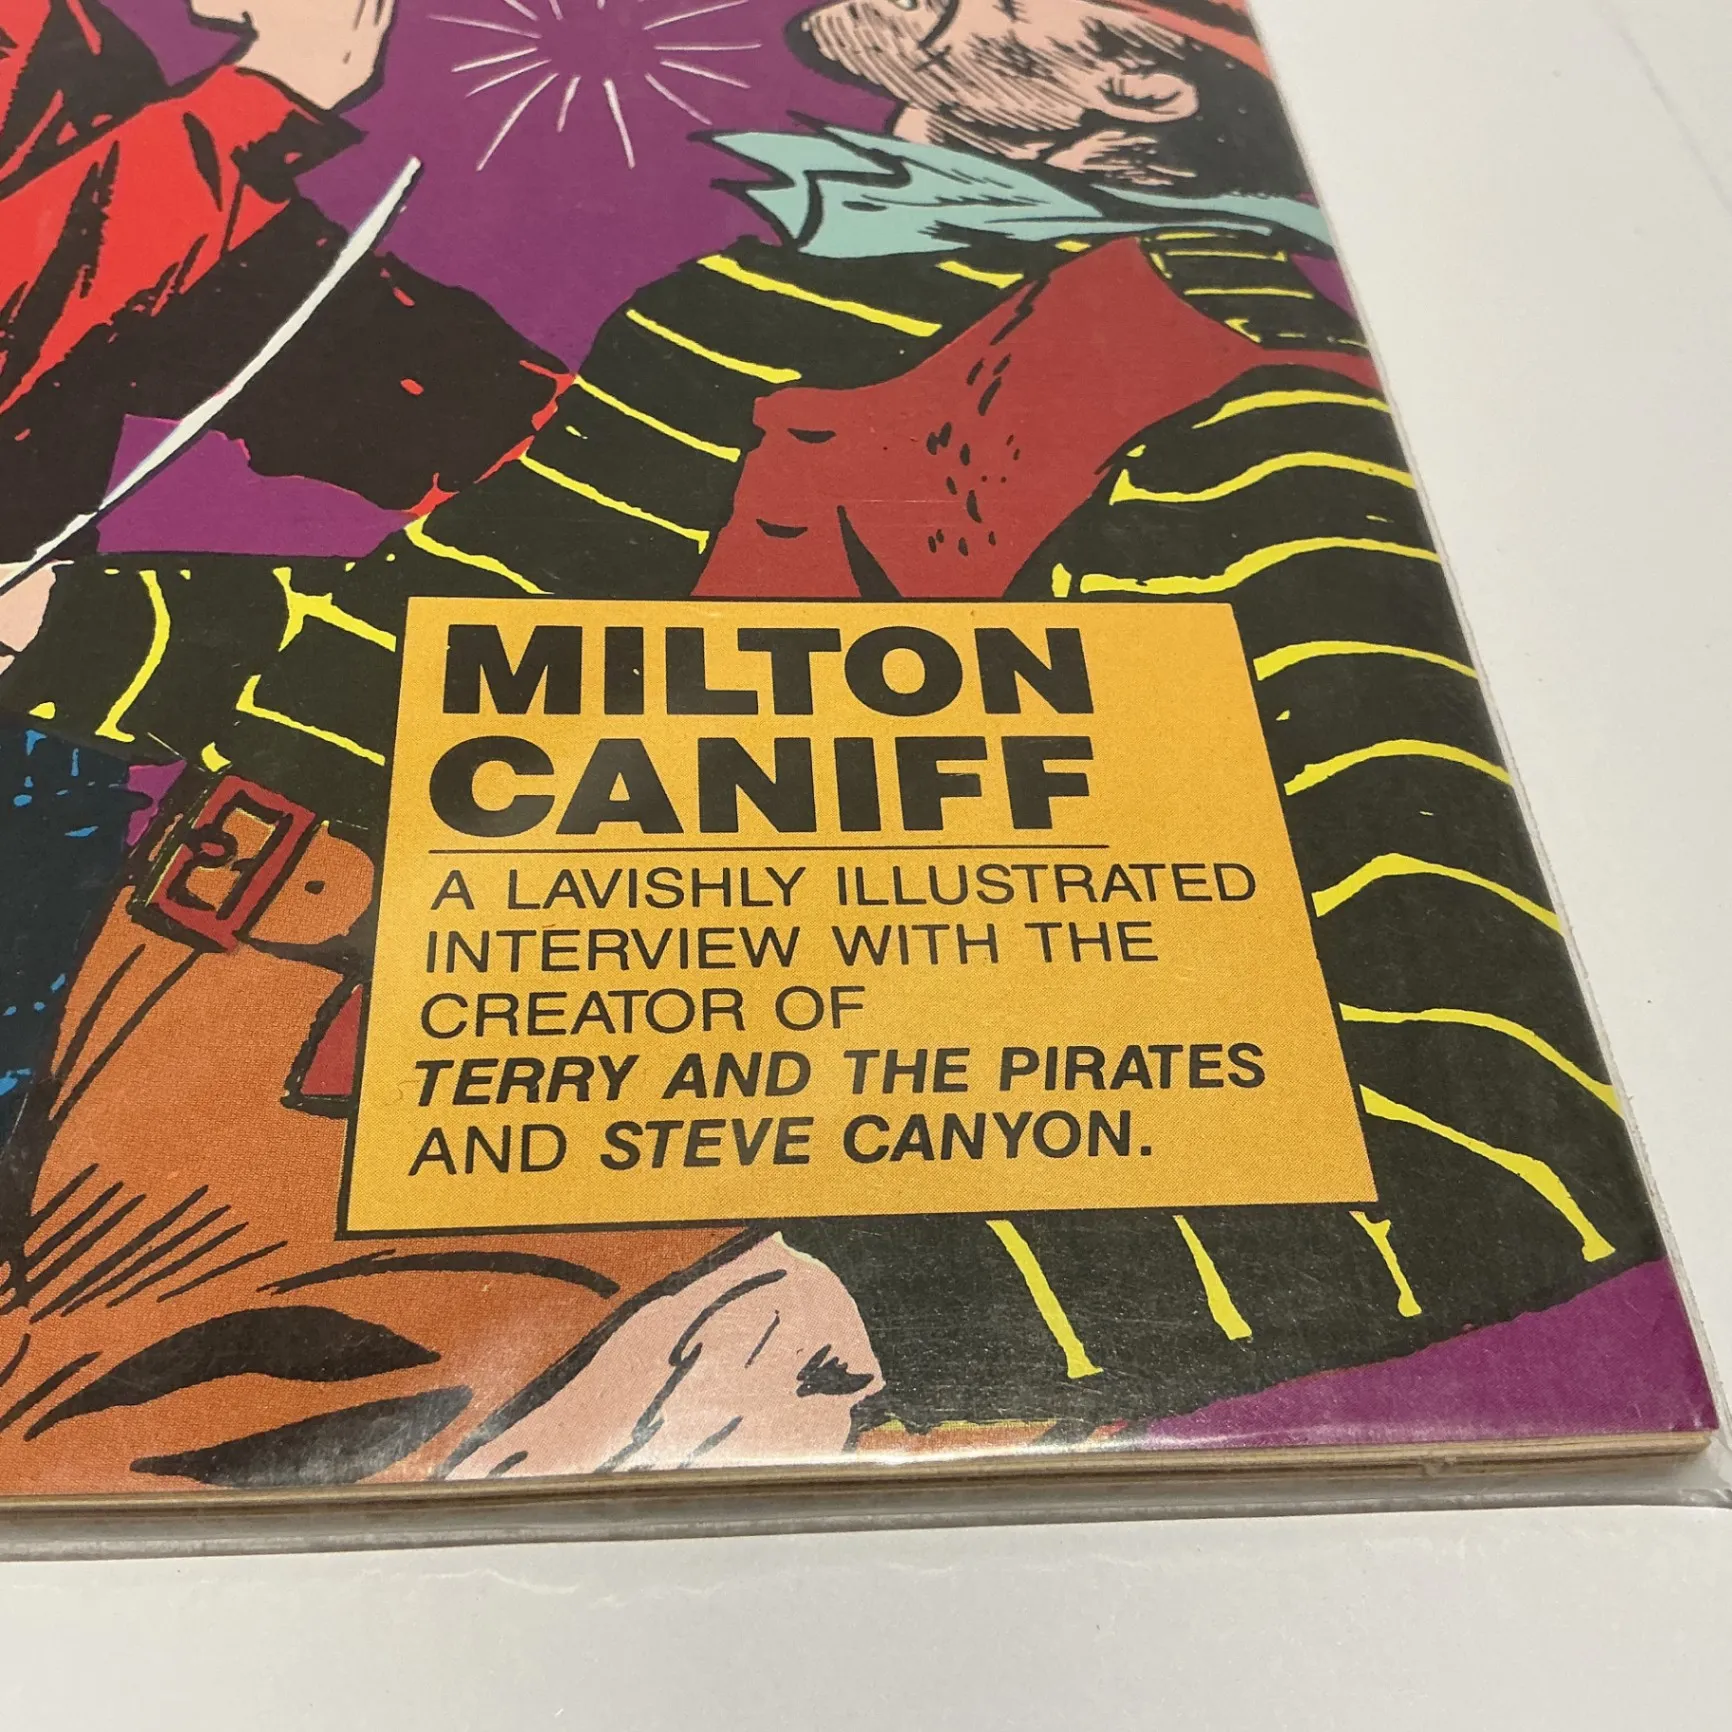 MILTON
CANIFF
A LAVISHLY ILLUSTRATED
INTERVIEW WITH THE
CREATOR OF
TERRY AND THE PIRATES
AND STEVE CANYON.